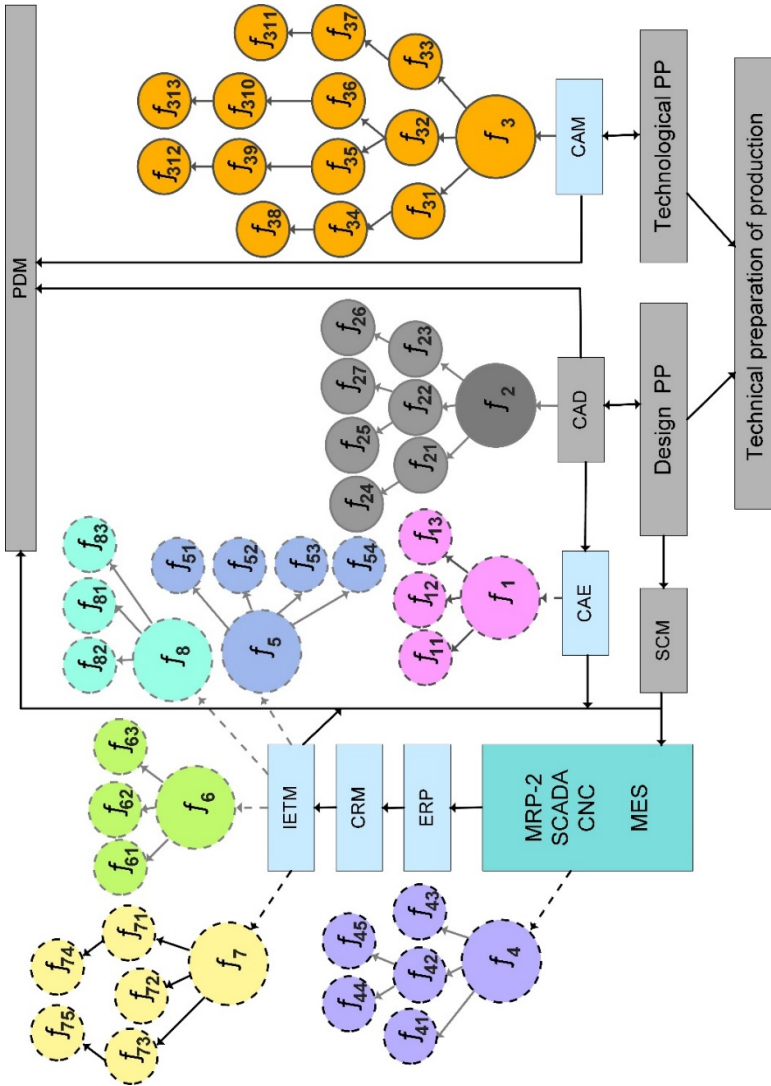 PDM
f311
f313
f312
f37
f310
f39
f38
f33
f36
f35
f34
f32
f31
f3
CAM
Technological PP
f26
f27
f25
f24
f23
f22
f21
f2
CAD
Design PP
Technical preparation of production
f83
f81
f82
f8
f51
f52
f53
f54
f5
f13
f12
f11
f1
CAE
SCM
f63
f62
f61
f6
IETM
CRM
ERP
MRP-2
SCADA
CNC
MES
f74
f75
f71
f72
f73
f7
f45
f44
f43
f42
f41
f4